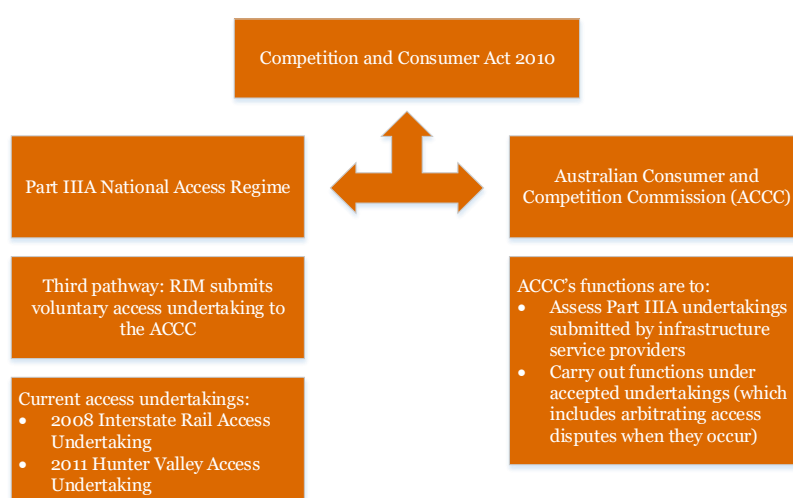 Competition and Consumer Act 2010
Part IIIA National Access Regime
Australian Consumer and
Competition Commission (ACCC)
Third pathway: RIM submits
voluntary access undertaking to
the ACCC
ACCC’s functions are to:
• Assess Part IIIA undertakings
submitted by infrastructure
service providers
• Carry out functions under
accepted undertakings (which
includes arbitrating access
disputes when they occur)
Current access undertakings:
• 2008 Interstate Rail Access
Undertaking
• 2011 Hunter Valley Access
Undertaking